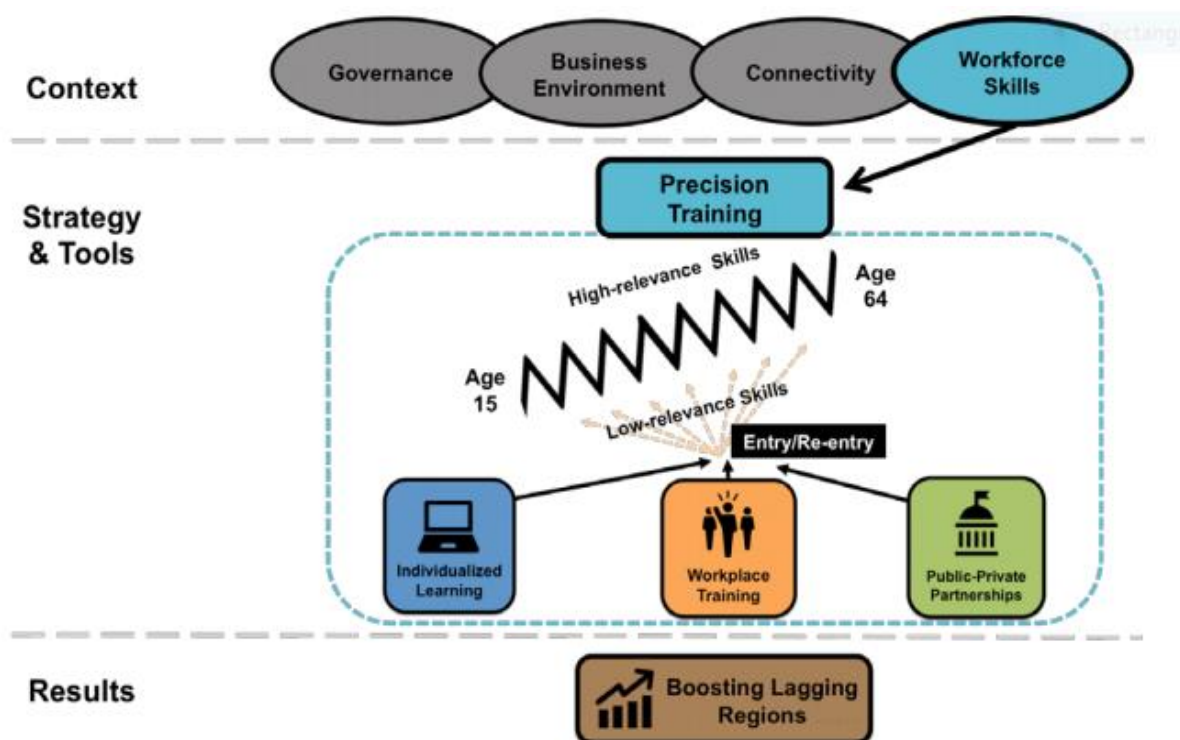 Context
Governance
Business
Environment
Connectivity
Workforce
Skills
Rectang
Strategy
& Tools
Precision
Training
High-relevance Skills
Age
64
Age
15
Low-relevance Skills
Entry/Re-entry
Individualized
Learning
Workplace
Training
Public-Private
Partnerships
Results
Boosting Lagging
Regions